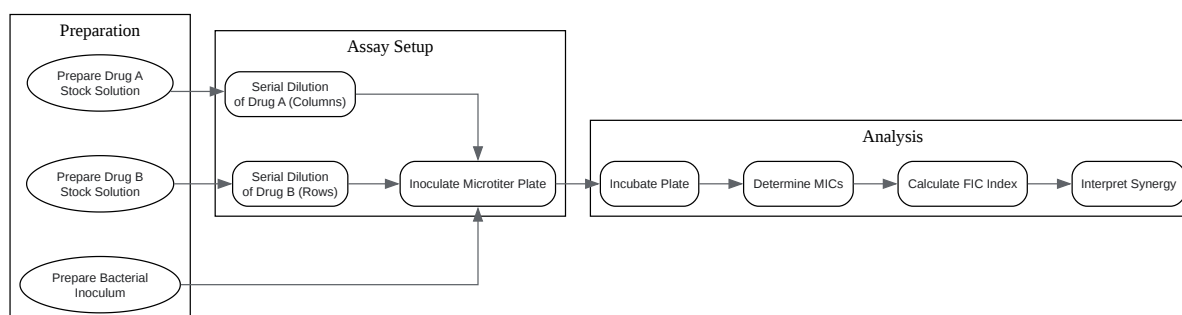 Preparation
Prepare Drug A
Stock Solution
Prepare Drug B
Stock Solution
Prepare Bacterial
Inoculum
Assay Setup
Serial Dilution
of Drug A (Columns)
Serial Dilution
of Drug B (Rows)
Inoculate Microtiter Plate
Analysis
Incubate Plate
Determine MICs
Calculate FIC Index
Interpret Synergy